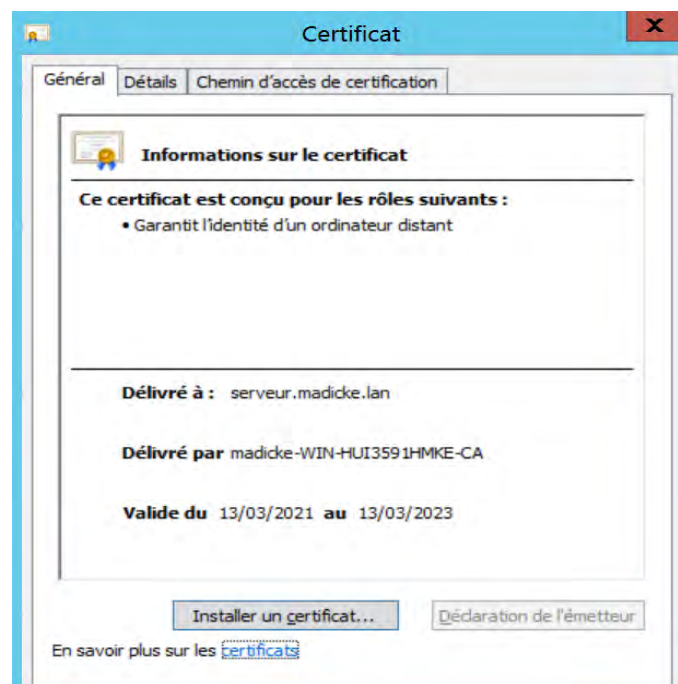 Certificat
x
Général Détails Chemin d'accès de certification
Informations sur le certificat
Ce certificat est conçu pour les rôles suivants :
• Garantit l'identité d'un ordinateur distant
Délivré à : serveur.madicke.lan
Délivré par madicke-WIN-HUI3591HMKE-CA
Valide du 13/03/2021 au 13/03/2023
Installer un certificat... Déclaration de l'émetteur
En savoir plus sur les certificats